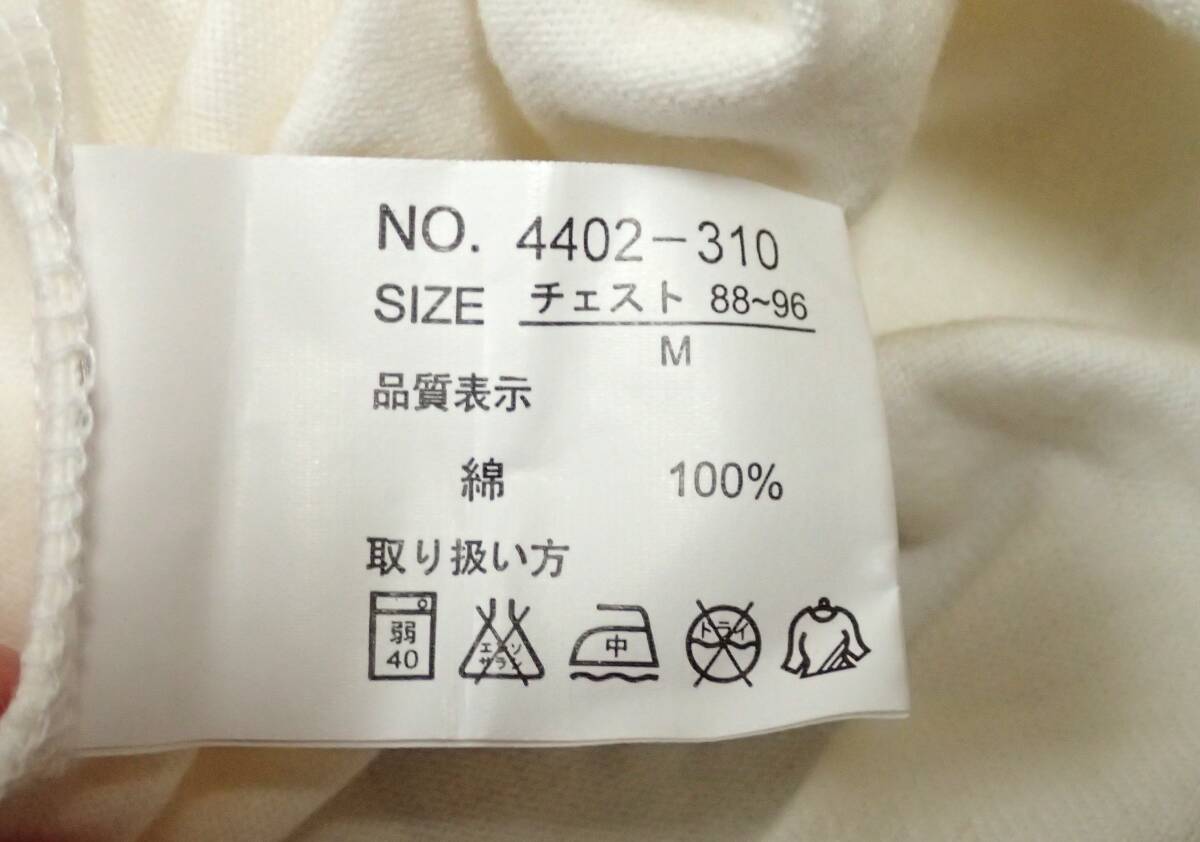 NO. 4402-310
SIZE チェスト 88~96
M
品質表示
綿 100%
取り扱い方
弱 中 ドライ
40 エンソ
サラシ